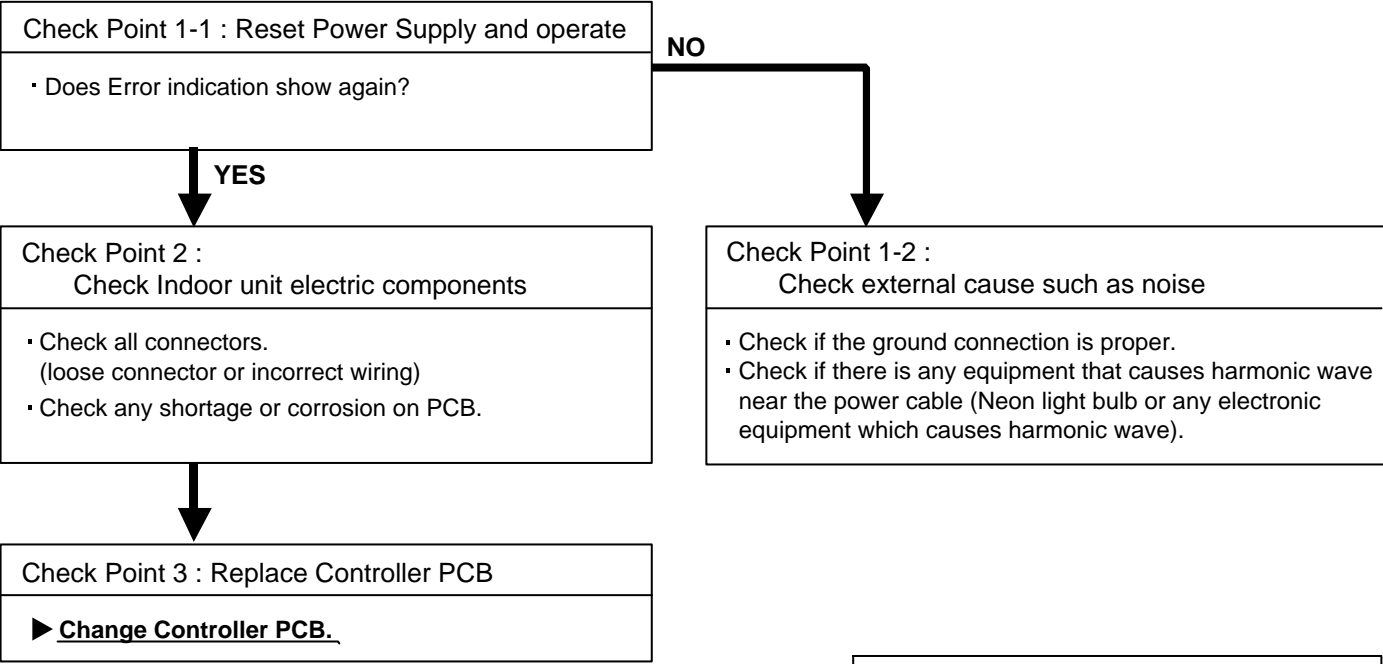 Check Point 1-1 : Reset Power Supply and operate
・Does Error indication show again?
NO
YES
Check Point 2 :
Check Indoor unit electric components
・Check all connectors.
(loose connector or incorrect wiring)
・Check any shortage or corrosion on PCB.
Check Point 1-2 :
Check external cause such as noise
・Check if the ground connection is proper.
・Check if there is any equipment that causes harmonic wave
near the power cable (Neon light bulb or any electronic
equipment which causes harmonic wave).
Check Point 3 : Replace Controller PCB
▶Change Controller PCB.